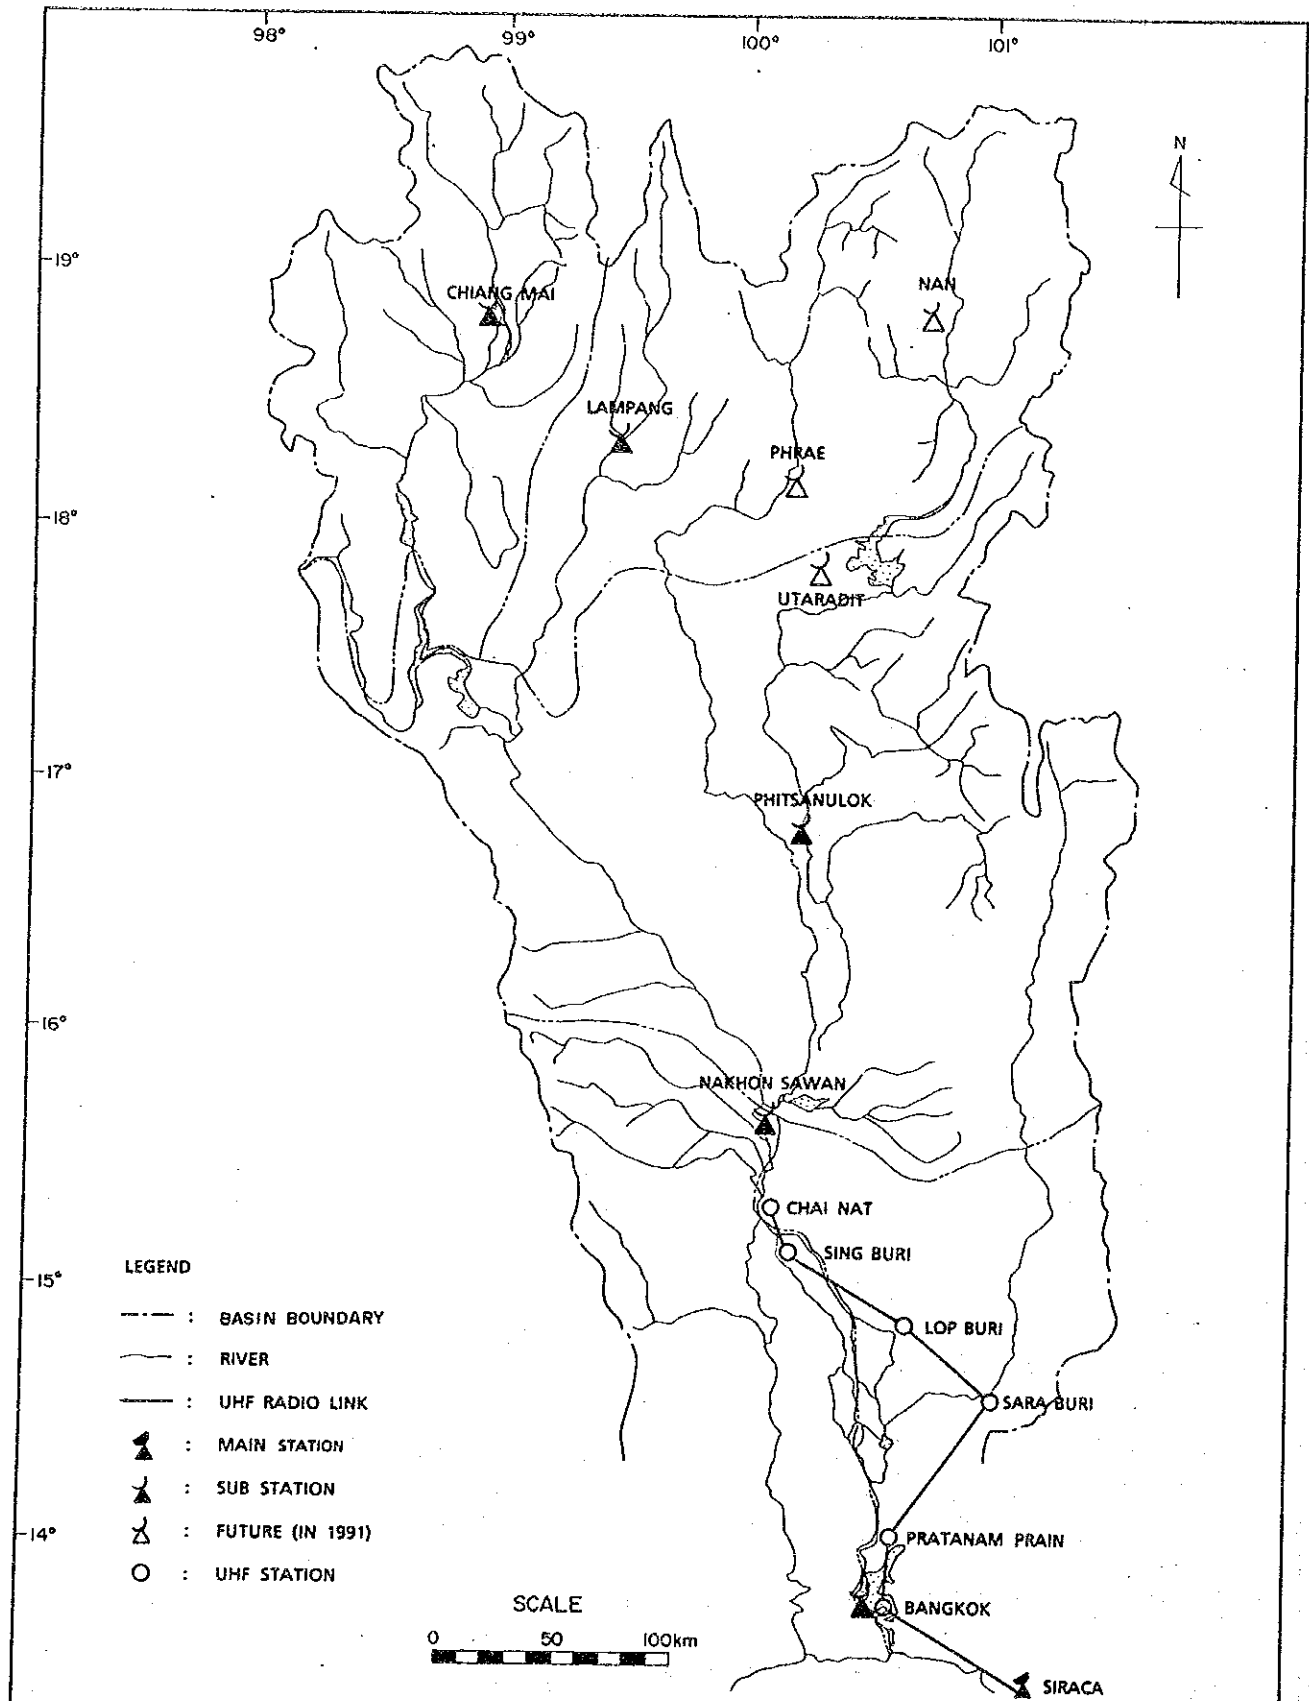 98°
99°
100°
101°
N
19°
CHIANG MAI
NAN
LAMPANG
PHRAE
18°
UTARADIT
17°
PHITSANULOK
16°
NAKHON SAWAN
CHAI NAT
SING BURI
15°
LEGEND
: BASIN BOUNDARY
LOP BURI
: RIVER
: UHF RADIO LINK
SARA BURI
: MAIN STATION
: SUB STATION
14°
: FUTURE (IN 1991)
PRATANAM PRAIN
: UHF STATION
SCALE
BANGKOK
0 50 100km
SIRACA